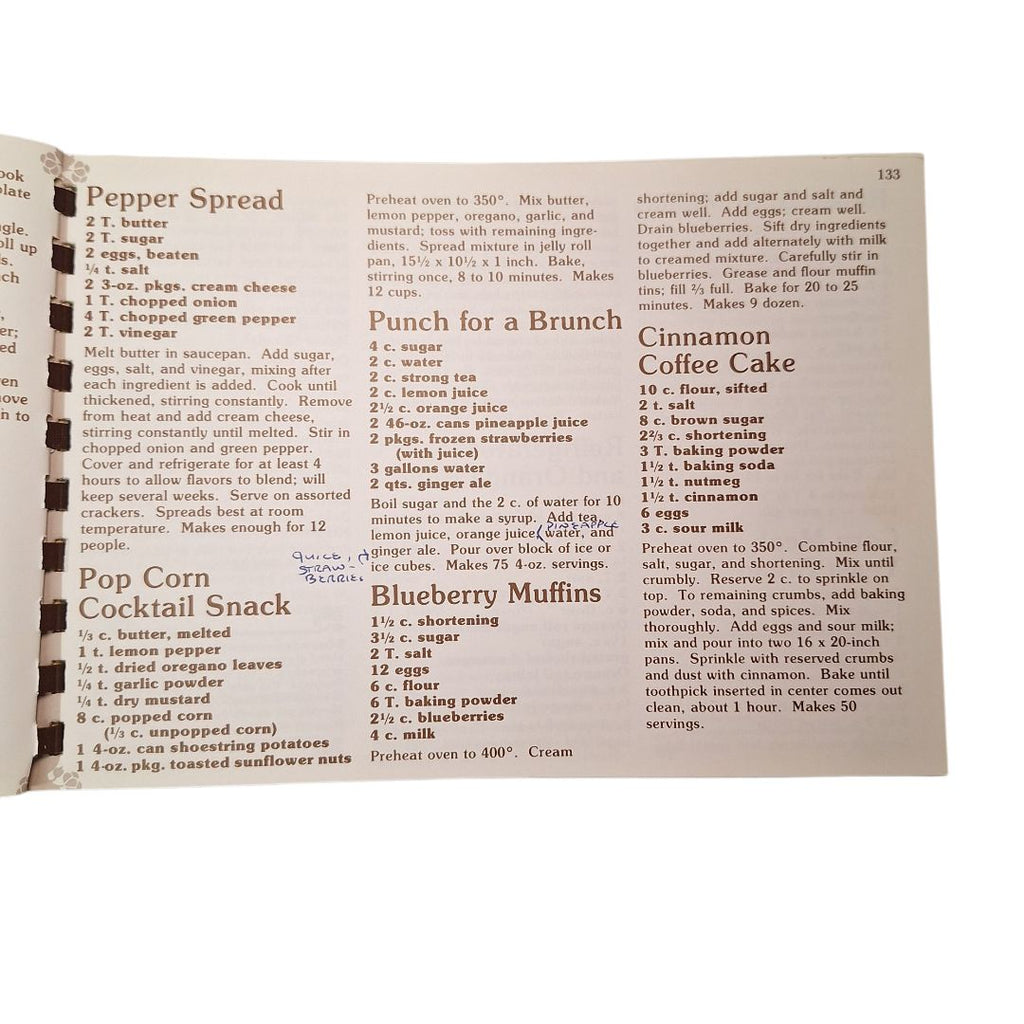 ook
plate
ngle.
oll up
s.
ch
er;
ed
en
ove
n to
Pepper Spread
2 T. butter
2 T. sugar
2 eggs, beaten
¼ t. salt
2 3-oz. pkgs. cream cheese
1 T. chopped onion
4 T. chopped green pepper
2 T. vinegar
Melt butter in saucepan. Add sugar,
eggs, salt, and vinegar, mixing after
each ingredient is added. Cook until
thickened, stirring constantly. Remove
from heat and add cream cheese,
stirring constantly until melted. Stir in
chopped onion and green pepper.
Cover and refrigerate for at least 4
hours to allow flavors to blend; will
keep several weeks. Serve on assorted
crackers. Spreads best at room
temperature. Makes enough for 12
people.
Pop Corn
Cocktail Snack
⅓ c. butter, melted
1 t. lemon pepper
½ t. dried oregano leaves
¼ t. garlic powder
¼ t. dry mustard
8 c. popped corn
(⅓ c. unpopped corn)
1 4-oz. can shoestring potatoes
1 4-oz. pkg. toasted sunflower nuts
Preheat oven to 350°. Mix butter,
lemon pepper, oregano, garlic, and
mustard; toss with remaining ingre-
dients. Spread mixture in jelly roll
pan, 15½ x 10½ x 1 inch. Bake,
stirring once, 8 to 10 minutes. Makes
12 cups.
Punch for a Brunch
4 c. sugar
2 c. water
2 c. strong tea
2 c. lemon juice
2½ c. orange juice
2 46-oz. cans pineapple juice
2 pkgs. frozen strawberries
(with juice)
3 gallons water
2 qts. ginger ale
Boil sugar and the 2 c. of water for 10
minutes to make a syrup. Add tea,
PINEAPPLE
lemon juice, orange juice, water, and
JUICE,
STRAW-
BERRIES
ginger ale. Pour over block of ice or
ice cubes. Makes 75 4-oz. servings.
Blueberry Muffins
1½ c. shortening
3½ c. sugar
2 T. salt
12 eggs
6 c. flour
6 T. baking powder
2½ c. blueberries
4 c. milk
Preheat oven to 400°. Cream
133
shortening; add sugar and salt and
cream well. Add eggs; cream well.
Drain blueberries. Sift dry ingredients
together and add alternately with milk
to creamed mixture. Carefully stir in
blueberries. Grease and flour muffin
tins; fill ⅔ full. Bake for 20 to 25
minutes. Makes 9 dozen.
Cinnamon
Coffee Cake
10 c. flour, sifted
2 t. salt
8 c. brown sugar
2⅔ c. shortening
3 T. baking powder
1½ t. baking soda
1½ t. nutmeg
1½ t. cinnamon
6 eggs
3 c. sour milk
Preheat oven to 350°. Combine flour,
salt, sugar, and shortening. Mix until
crumbly. Reserve 2 c. to sprinkle on
top. To remaining crumbs, add baking
powder, soda, and spices. Mix
thoroughly. Add eggs and sour milk;
mix and pour into two 16 x 20-inch
pans. Sprinkle with reserved crumbs
and dust with cinnamon. Bake until
toothpick inserted in center comes out
clean, about 1 hour. Makes 50
servings.